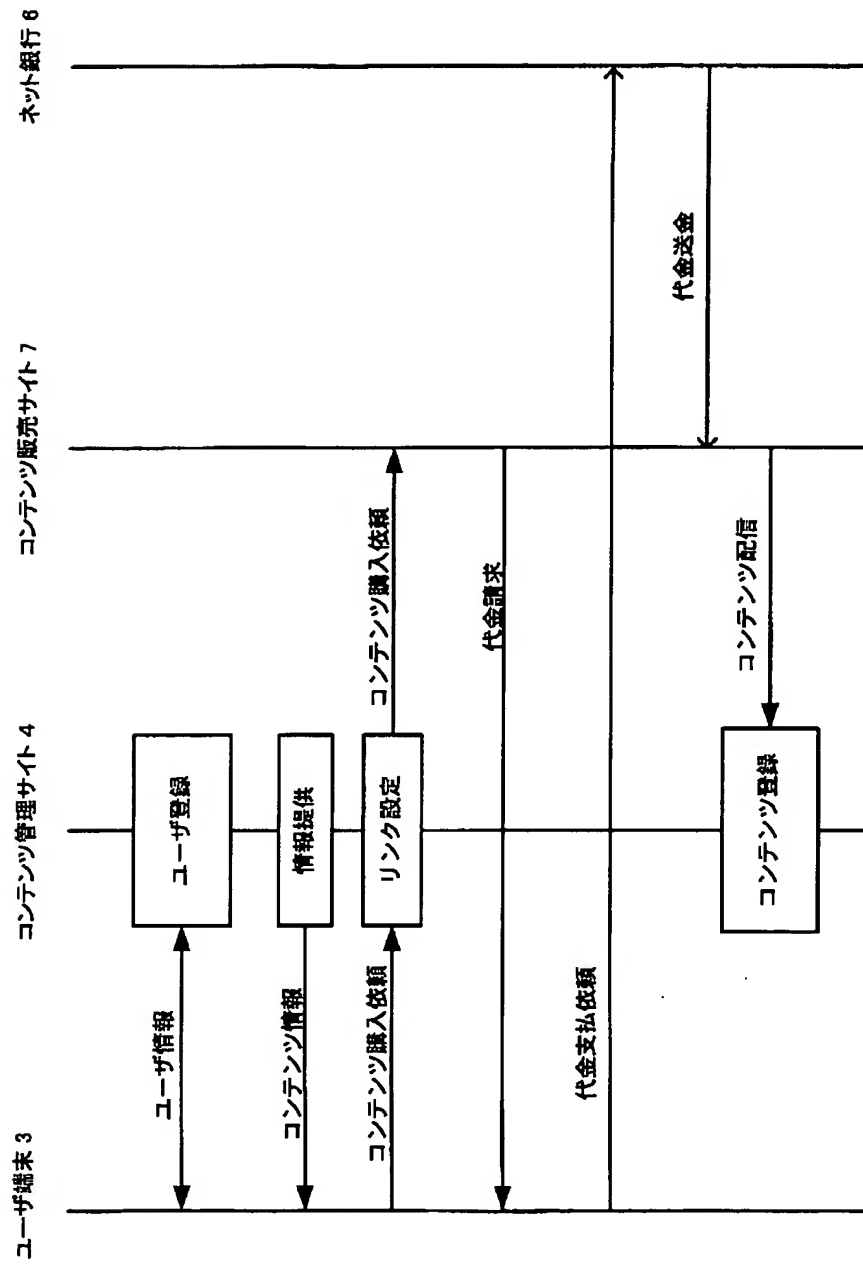 ユーザ端末 3
コンテンツ管理サイト 4
コンテンツ販売サイト 7
ネット銀行 6
ユーザ情報
ユーザ登録
コンテンツ情報
情報提供
コンテンツ購入依頼
リンク設定
コンテンツ購入依頼
代金請求
代金支払依頼
代金送金
コンテンツ配信
コンテンツ登録